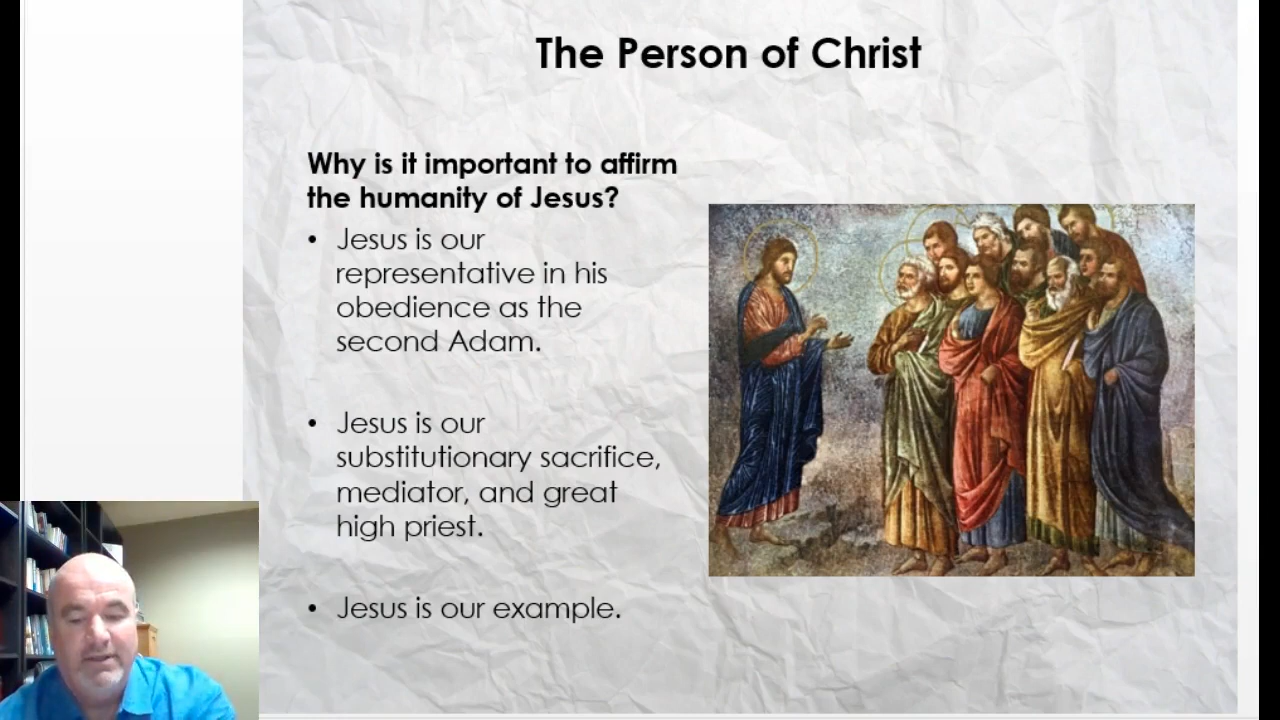 The Person of Christ
Why is it important to affirm
the humanity of Jesus?
• Jesus is our
representative in his
obedience as the
second Adam.
• Jesus is our
substitutionary sacrifice,
mediator, and great
high priest.
• Jesus is our example.